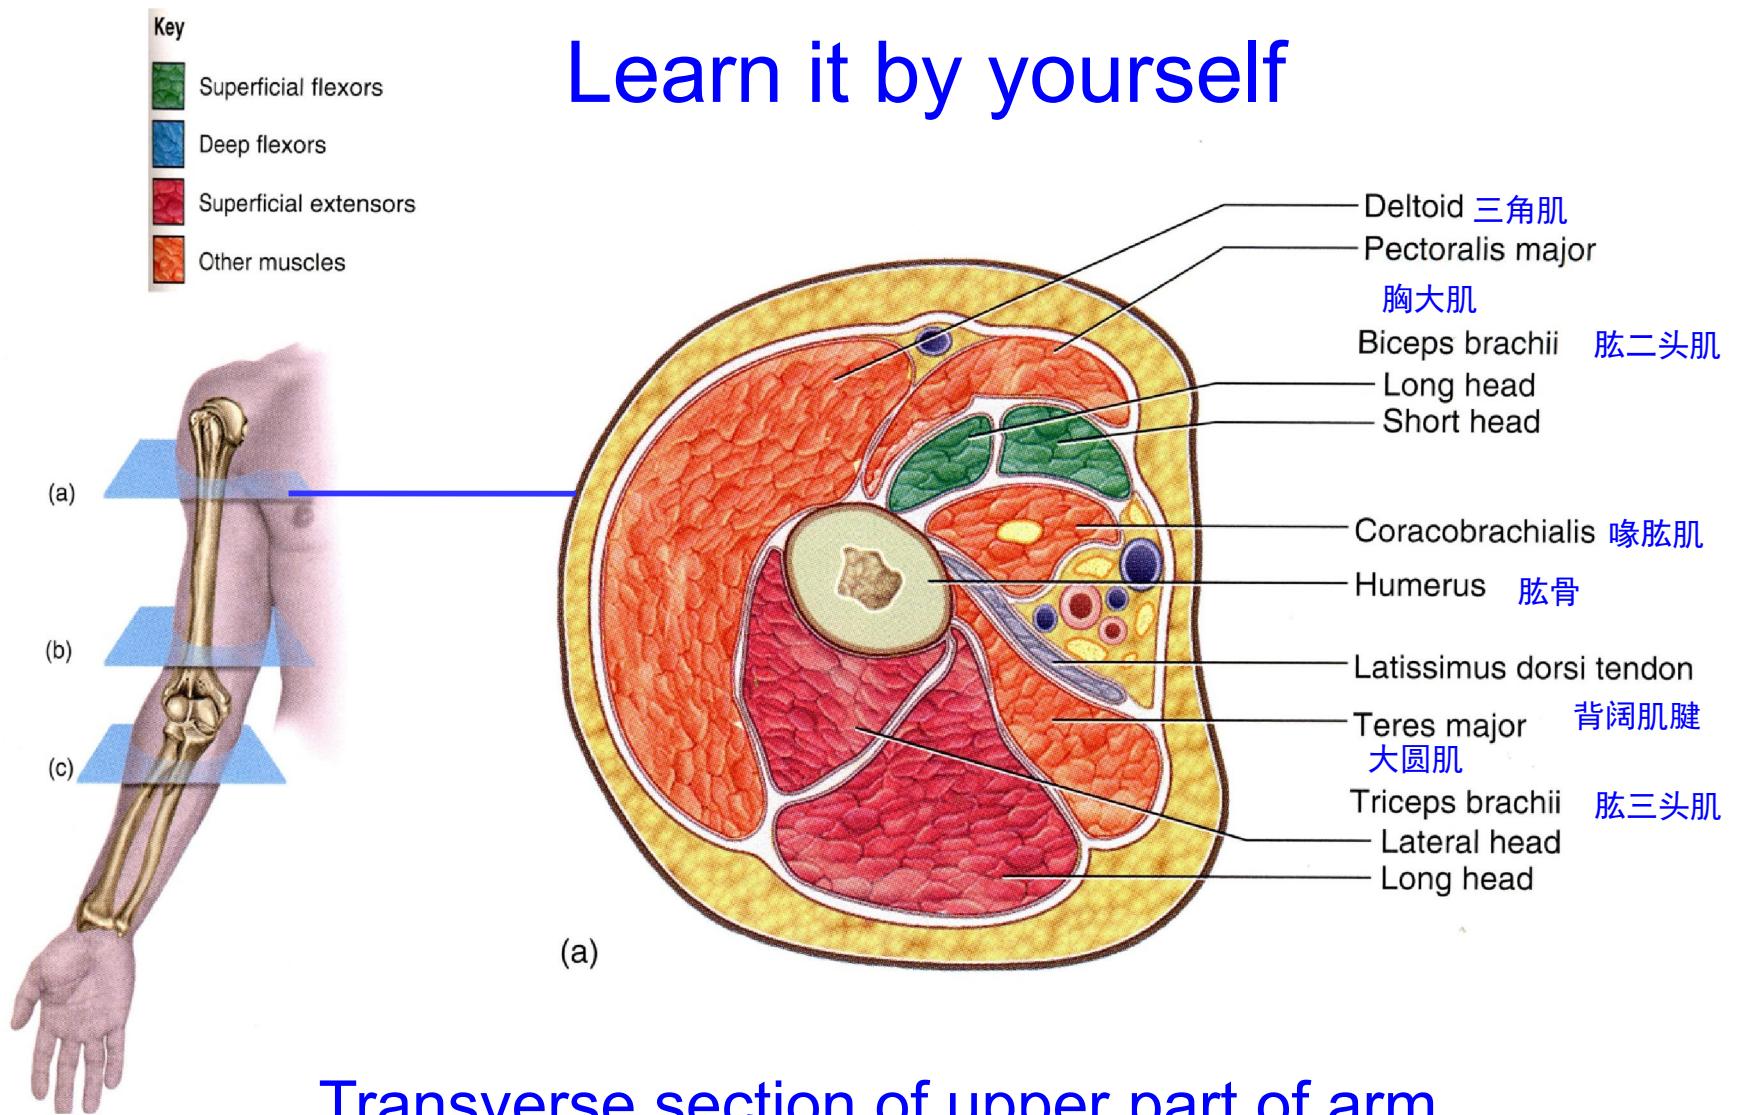 Key
Superficial flexors
Deep flexors
Superficial extensors
Other muscles
Learn it by yourself
Deltoid 三角肌
Pectoralis major
胸大肌
Biceps brachii 肱二头肌
Long head
Short head
Coracobrachialis 喙肱肌
Humerus 肱骨
Latissimus dorsi tendon
背阔肌腱
Teres major
大圆肌
Triceps brachii 肱三头肌
Lateral head
Long head
(a)
(b)
(c)
(a)
Transverse section of upper part of arm